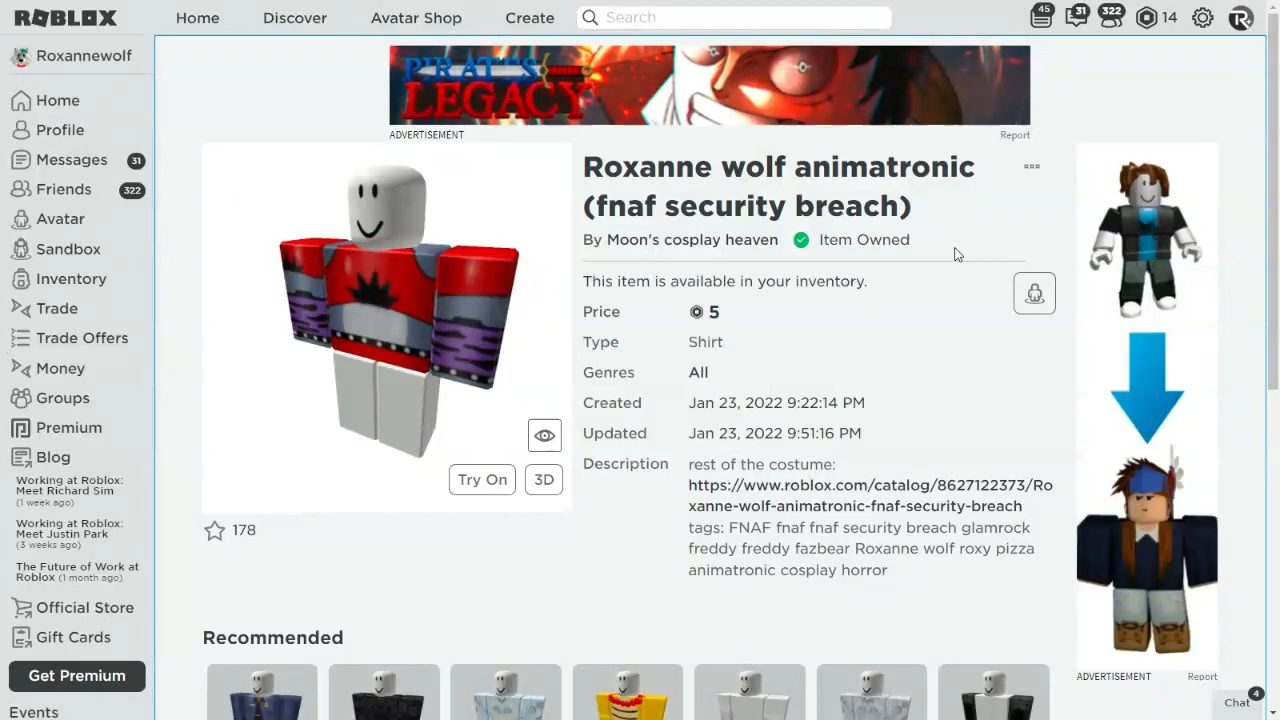 ROBLOX
Home
Discover
Avatar Shop
Create
Search
45
31
322
14
Roxannewolf
Home
Profile
Messages
31
Friends
322
Avatar
Sandbox
Inventory
Trade
Trade Offers
Money
Groups
Premium
Blog
Working at Roblox:
Meet Richard Sim
(1 week ago)
Working at Roblox:
Meet Justin Park
(3 weeks ago)
The Future of Work at
Roblox (1 month ago)
Official Store
Gift Cards
Get Premium
Events
PIRATE'S
LEGACY
ADVERTISEMENT
Report
Roxanne wolf animatronic
(fnaf security breach)
By Moon's cosplay heaven
Item Owned
This item is available in your inventory.
Price
5
Type
Shirt
Genres
All
Created
Jan 23, 2022 9:22:14 PM
Updated
Jan 23, 2022 9:51:16 PM
Description
rest of the costume:
https://www.roblox.com/catalog/8627122373/Ro
xanne-wolf-animatronic-fnaf-security-breach
tags: FNAF fnaf fnaf security breach glamrock
freddy freddy fazbear Roxanne wolf roxy pizza
animatronic cosplay horror
Try On
3D
178
Recommended
ADVERTISEMENT
Report
Chat
4